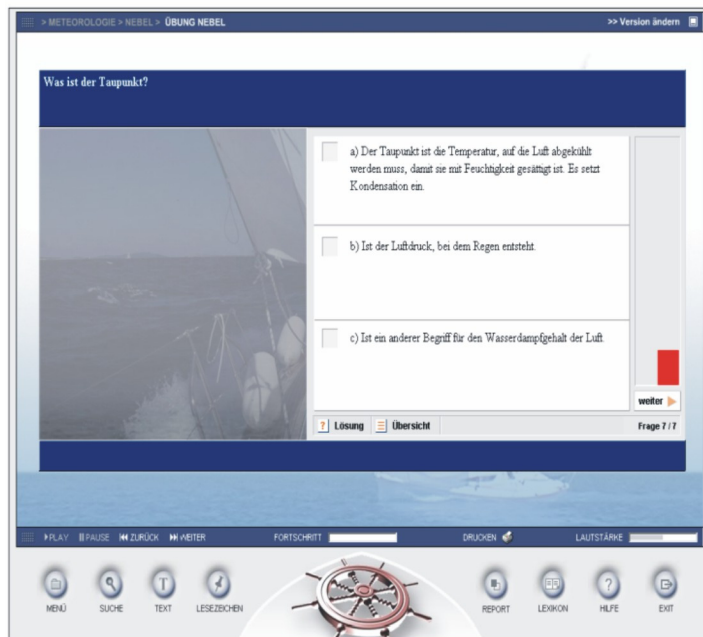 > METEOROLOGIE > NEBEL > ÜBUNG NEBEL
>> Version ändern
Was ist der Taupunkt?
a) Der Taupunkt ist die Temperatur, auf die Luft abgekühlt
werden muss, damit sie mit Feuchtigkeit gesättigt ist. Es setzt
Kondensation ein.
b) Ist der Luftdruck, bei dem Regen entsteht.
c) Ist ein anderer Begriff für den Wasserdampfgehalt der Luft.
weiter
? Lösung Übersicht Frage 7 / 7
PLAY PAUSE ZURÜCK WEITER FORTSCHRITT DRUCKEN LAUTSTÄRKE
MENÜ SUCHE TEXT LESEZEICHEN REPORT LEXIKON HILFE EXIT